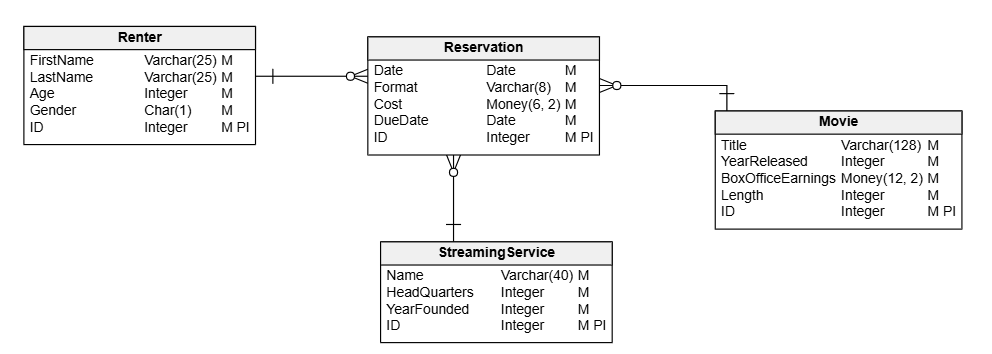 Renter
FirstName Varchar(25) M
LastName Varchar(25) M
Age Integer M
Gender Char(1) M
ID Integer M PI
Reservation
Date Date M
Format Varchar(8) M
Cost Money(6, 2) M
DueDate Date M
ID Integer M PI
Movie
Title Varchar(128) M
YearReleased Integer M
BoxOfficeEarnings Money(12, 2) M
Length Integer M
ID Integer M PI
StreamingService
Name Varchar(40) M
HeadQuarters Integer M
YearFounded Integer M
ID Integer M PI